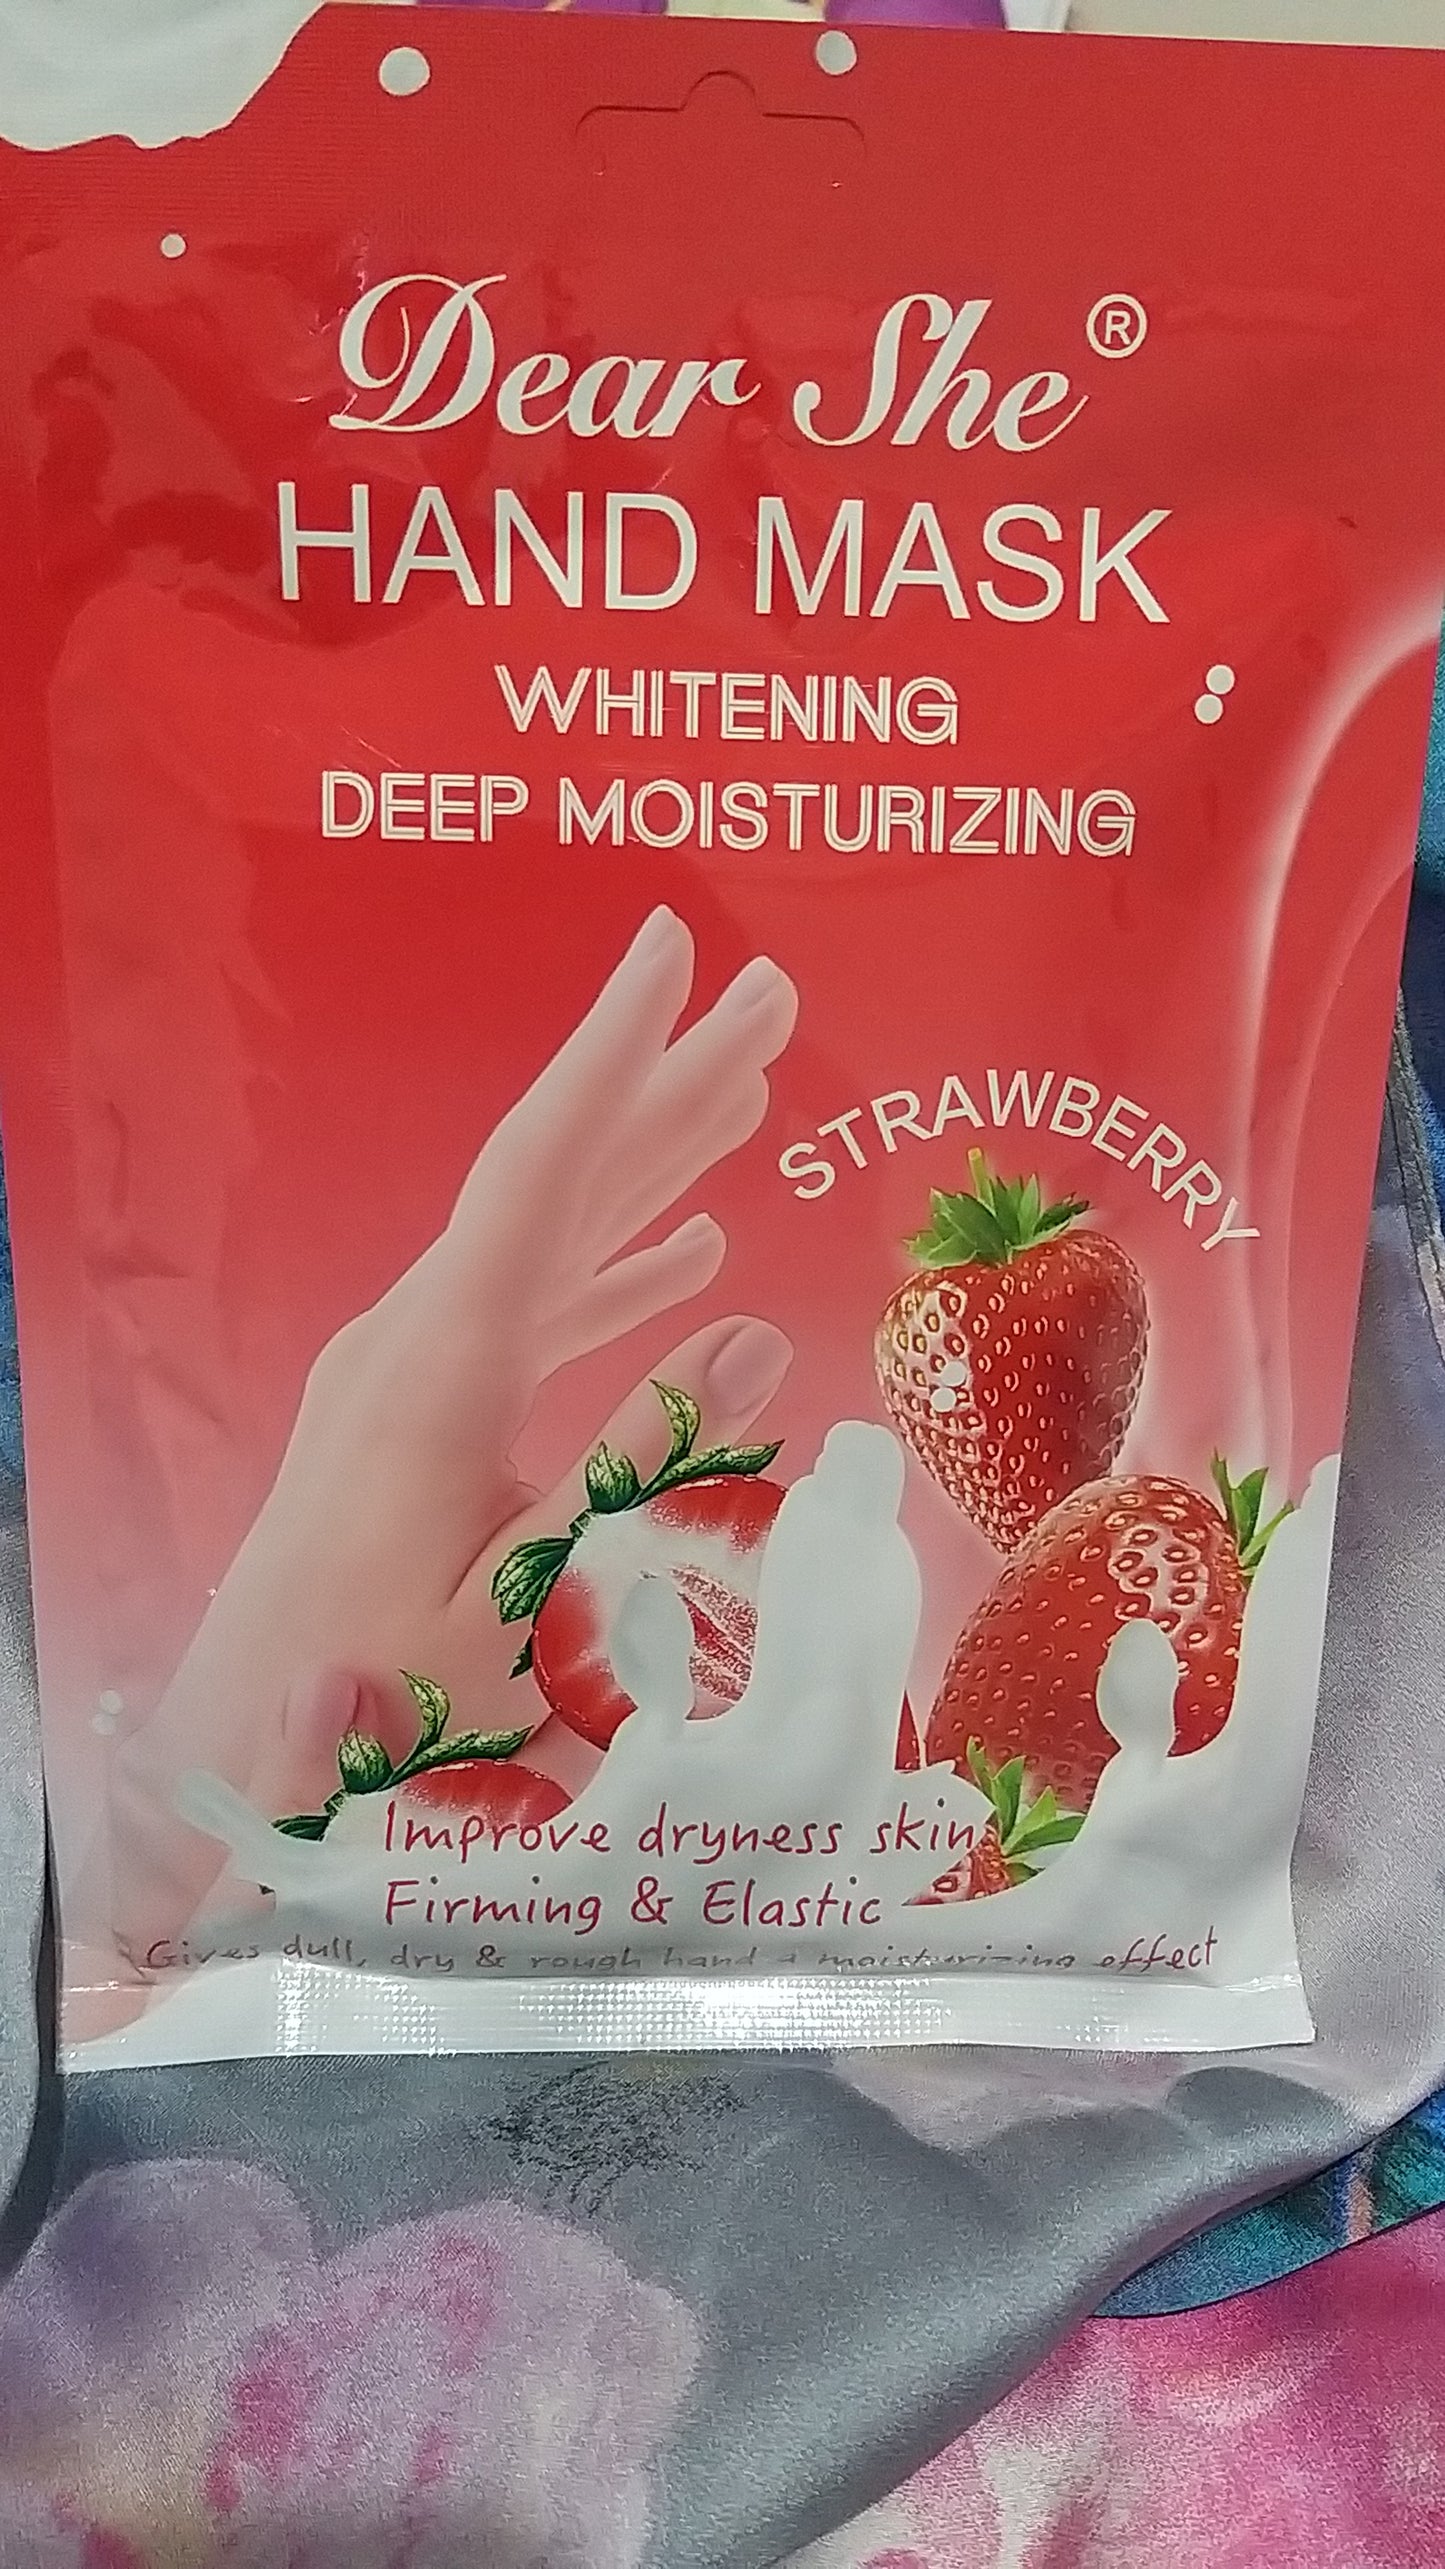 Dear She®
HAND MASK
WHITENING
DEEP MOISTURIZING
STRAWBERRY
Improve dryness skin
Firming & Elastic
Gives dull, dry & rough hand a moisturizing effect